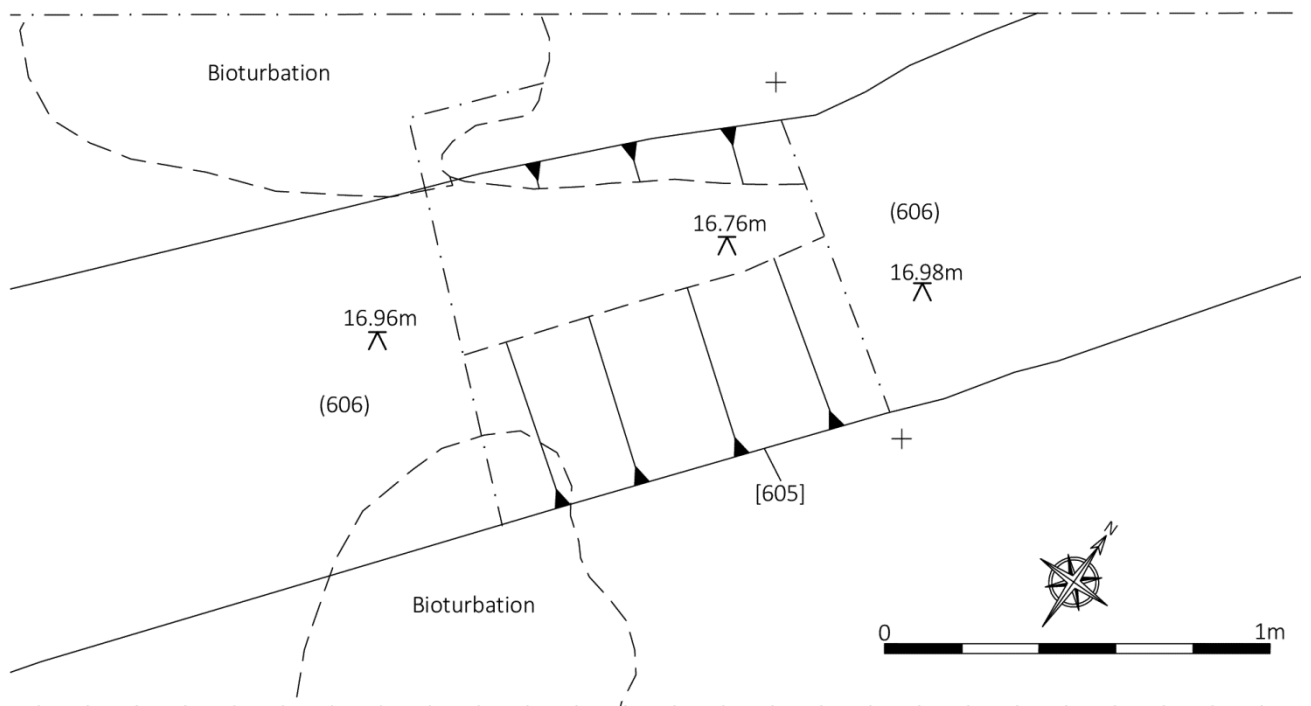 Bioturbation
(606)
16.76m
16.98m
16.96m
(606)
[605]
N
Bioturbation
0 1m